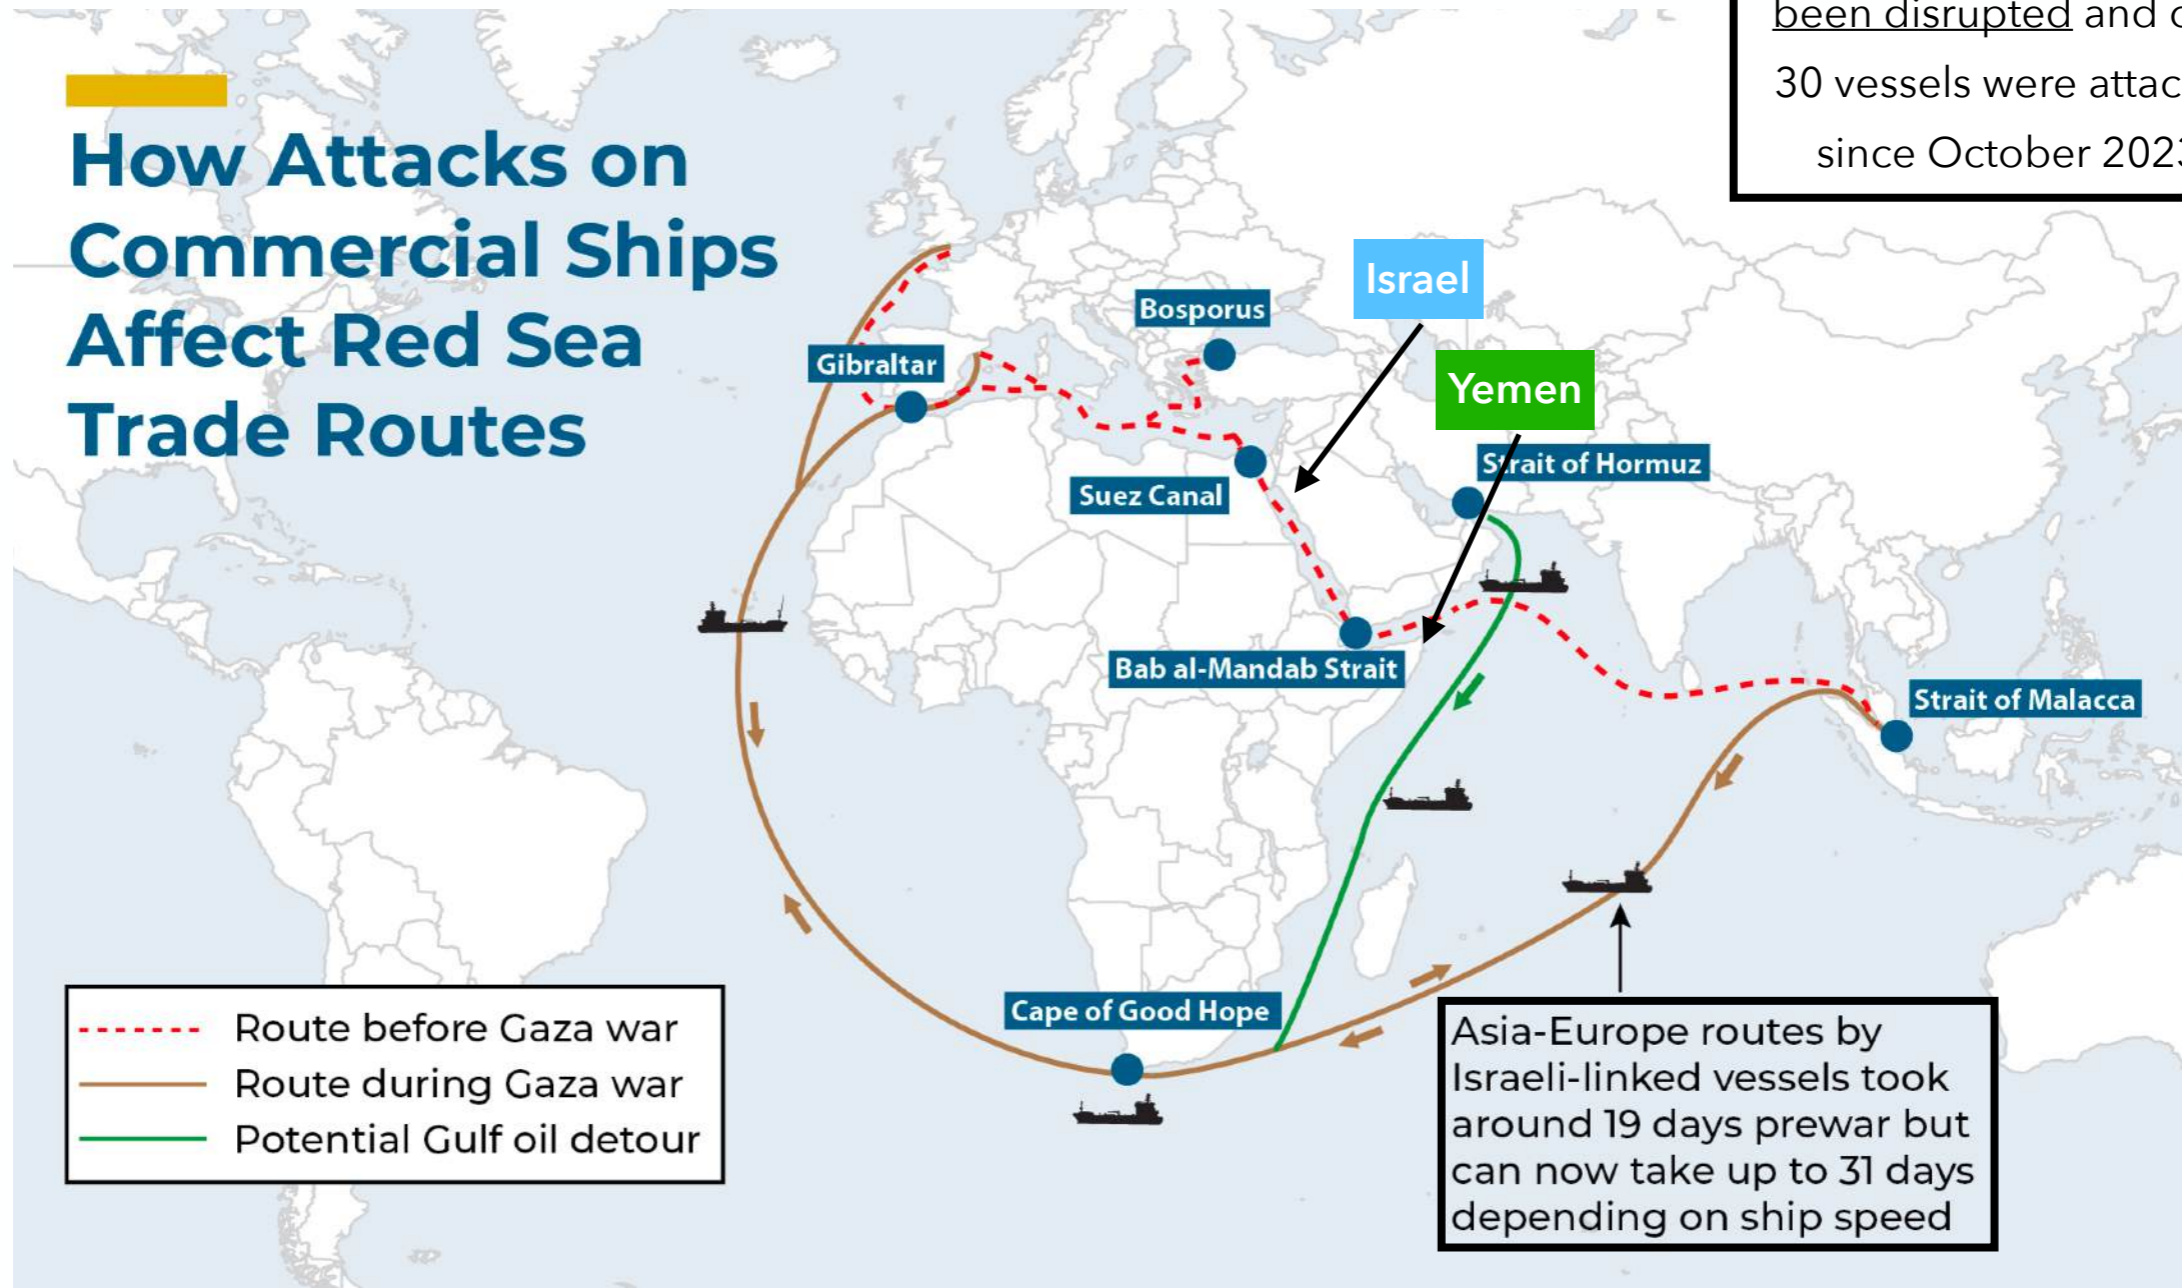 been disrupted and
30 vessels were
since October
How Attacks on
Commercial Ships
Affect Red Sea
Trade Routes
Israel
Bosporus
Yemen
Gibraltar
Strait of Hormuz
Suez Canal
Bab al-Mandab Strait
Strait of Malacca
Cape of Good Hope
Route before Gaza war
Route during Gaza war
Potential Gulf oil detour
Asia-Europe routes by
Israeli-linked vessels took
around 19 days prewar but
can now take up to 31 days
depending on ship speed